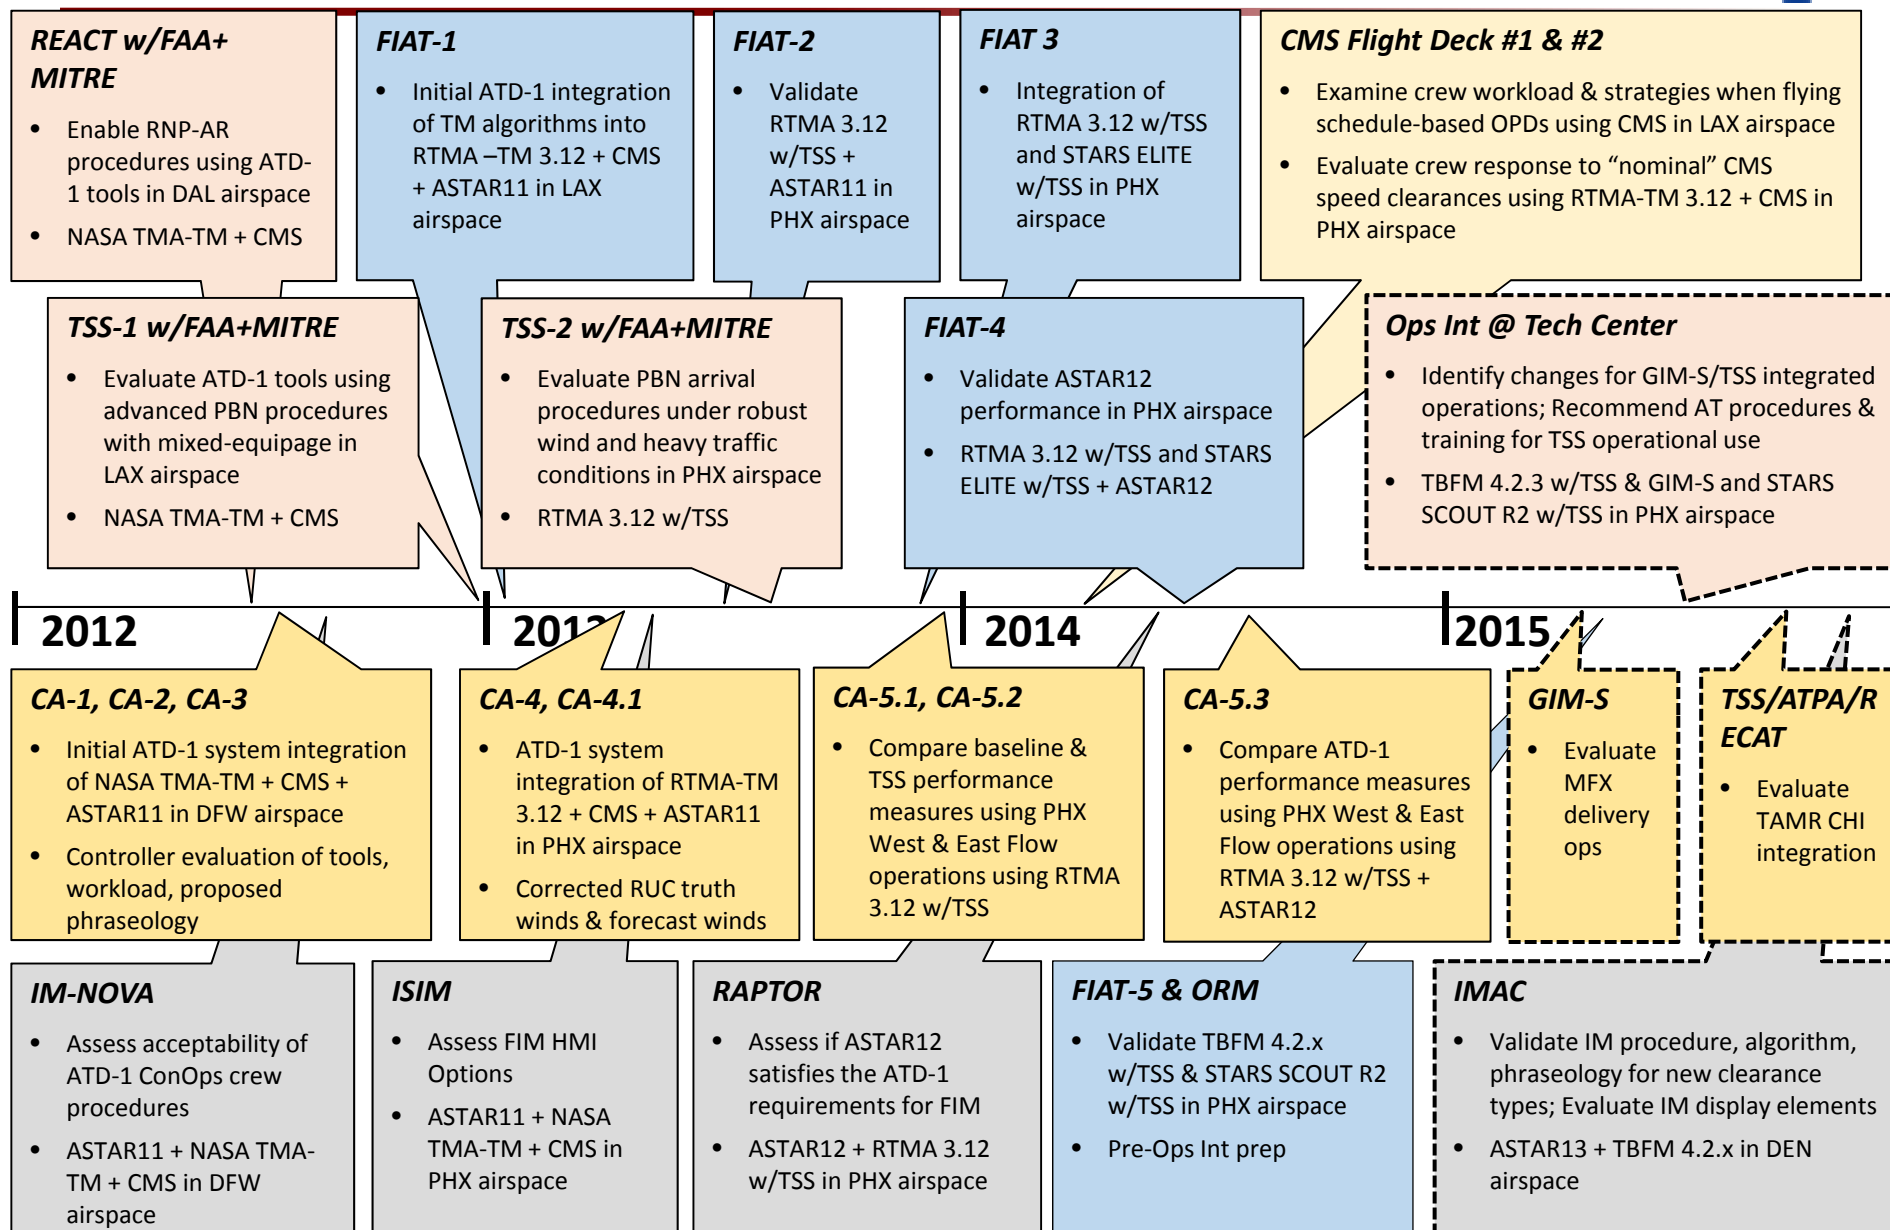 REACT w/FAA+
MITRE
• Enable RNP-AR
procedures using ATD-
1 tools in DAL airspace
• NASA TMA-TM + CMS
FIAT-1
• Initial ATD-1 integration
of TM algorithms into
RTMA –TM 3.12 + CMS
+ ASTAR11 in LAX
airspace
FIAT-2
• Validate
RTMA 3.12
w/TSS +
ASTAR11 in
PHX airspace
FIAT 3
• Integration of
RTMA 3.12 w/TSS
and STARS ELITE
w/TSS in PHX
airspace
CMS Flight Deck #1 & #2
• Examine crew workload & strategies when flying
schedule-based OPDs using CMS in LAX airspace
• Evaluate crew response to “nominal” CMS
speed clearances using RTMA-TM 3.12 + CMS in
PHX airspace
TSS-1 w/FAA+MITRE
• Evaluate ATD-1 tools using
advanced PBN procedures
with mixed-equipage in
LAX airspace
• NASA TMA-TM + CMS
TSS-2 w/FAA+MITRE
• Evaluate PBN arrival
procedures under robust
wind and heavy traffic
conditions in PHX airspace
• RTMA 3.12 w/TSS
FIAT-4
• Validate ASTAR12
performance in PHX airspace
• RTMA 3.12 w/TSS and STARS
ELITE w/TSS + ASTAR12
Ops Int @ Tech Center
• Identify changes for GIM-S/TSS integrated
operations; Recommend AT procedures &
training for TSS operational use
• TBFM 4.2.3 w/TSS & GIM-S and STARS
SCOUT R2 w/TSS in PHX airspace
2012
2013
2014
2015
CA-1, CA-2, CA-3
• Initial ATD-1 system integration
of NASA TMA-TM + CMS +
ASTAR11 in DFW airspace
• Controller evaluation of tools,
workload, proposed
phraseology
CA-4, CA-4.1
• ATD-1 system
integration of RTMA-TM
3.12 + CMS + ASTAR11
in PHX airspace
• Corrected RUC truth
winds & forecast winds
CA-5.1, CA-5.2
• Compare baseline &
TSS performance
measures using PHX
West & East Flow
operations using RTMA
3.12 w/TSS
CA-5.3
• Compare ATD-1
performance measures
using PHX West & East
Flow operations using
RTMA 3.12 w/TSS +
ASTAR12
GIM-S
• Evaluate
MFX
delivery
ops
TSS/ATPA/R
ECAT
• Evaluate
TAMR CHI
integration
IM-NOVA
• Assess acceptability of
ATD-1 ConOps crew
procedures
• ASTAR11 + NASA TMA-
TM + CMS in DFW
airspace
ISIM
• Assess FIM HMI
Options
• ASTAR11 + NASA
TMA-TM + CMS in
PHX airspace
RAPTOR
• Assess if ASTAR12
satisfies the ATD-1
requirements for FIM
• ASTAR12 + RTMA 3.12
w/TSS in PHX airspace
FIAT-5 & ORM
• Validate TBFM 4.2.x
w/TSS & STARS SCOUT R2
w/TSS in PHX airspace
• Pre-Ops Int prep
IMAC
• Validate IM procedure, algorithm,
phraseology for new clearance
types; Evaluate IM display elements
• ASTAR13 + TBFM 4.2.x in DEN
airspace